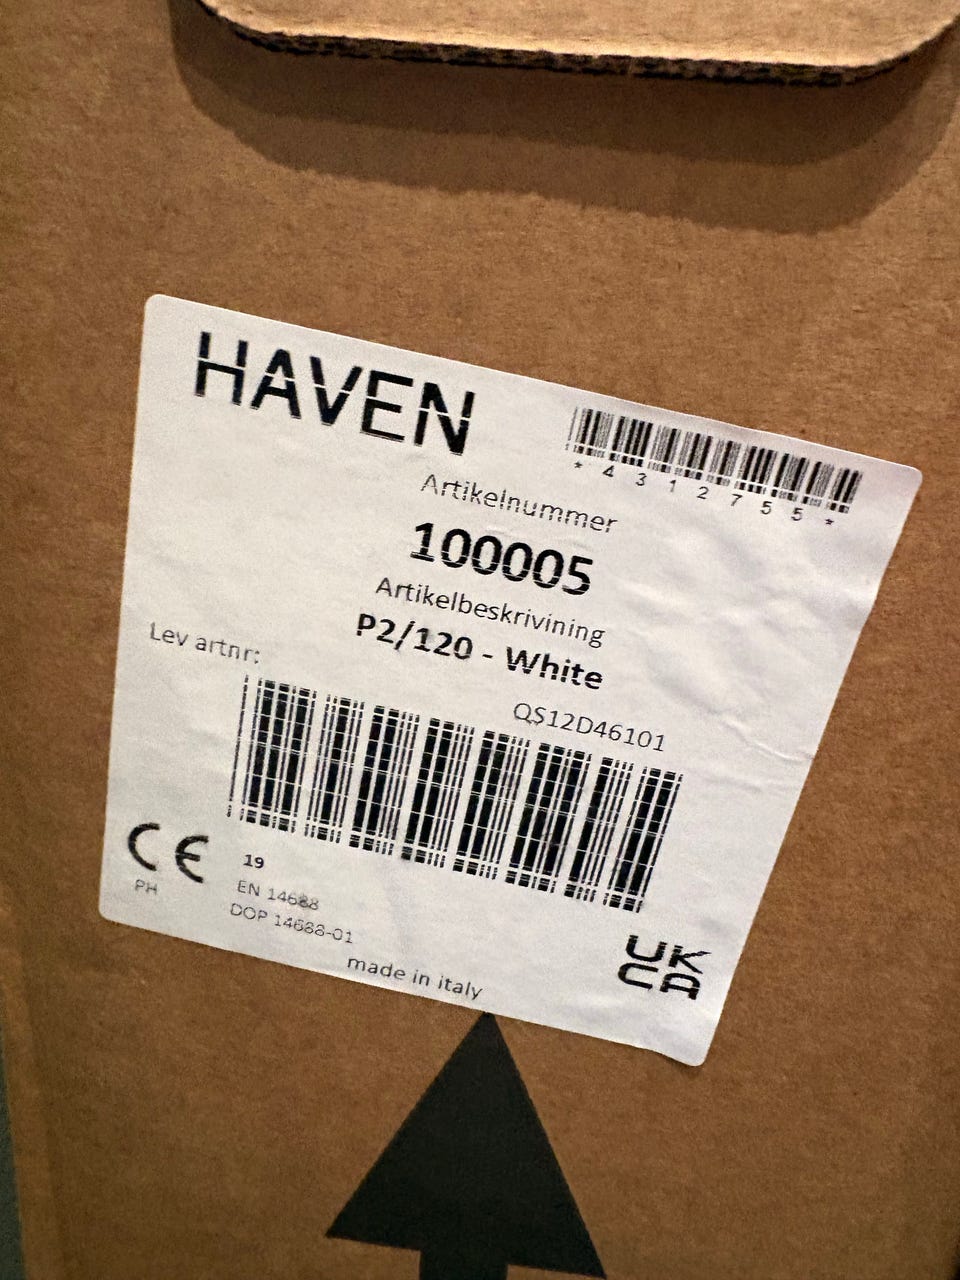 HAVEN
*4312755*
Artikelnummer
100005
Artikelbeskrivining
P2/120 - White
Lev artnr:
QS12D46101
CE
PH
19
EN 14688
DOP 14688-01
UK
CA
made in italy